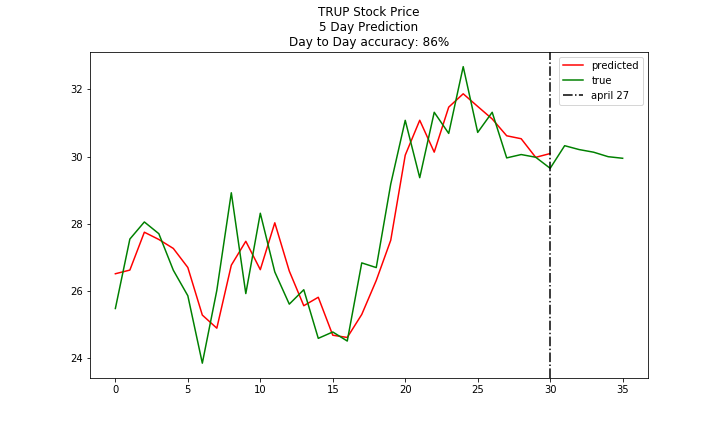 TRUP Stock Price
5 Day Prediction
Day to Day accuracy: 86%
predicted
true
april 27
32
30
28
26
24
0 5 10 15 20 25 30 35